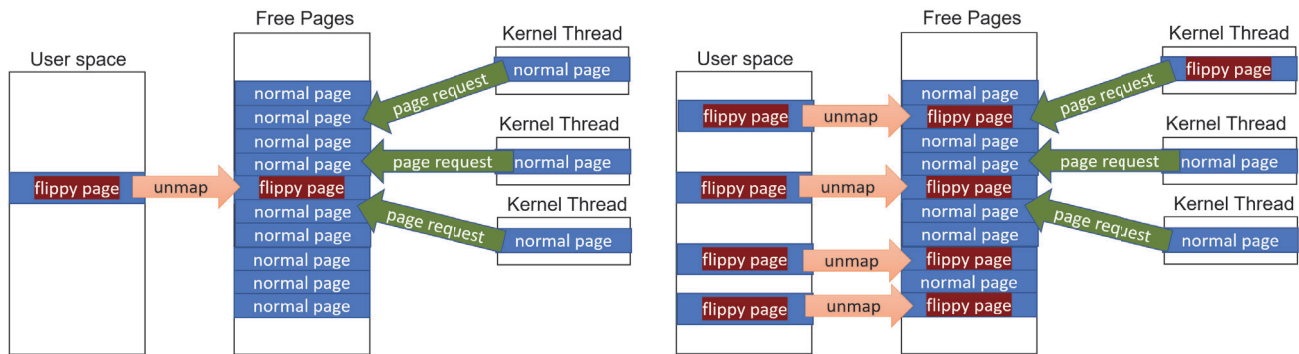 Free Pages
Kernel Thread
User space
normal page
normal page
normal page
page request
normal page
Kernel Thread
normal page
normal page
page request
normal page
flippy page
unmap
flippy page
Kernel Thread
normal page
page request
normal page
normal page
normal page
normal page
normal page
Free Pages
Kernel Thread
User space
flippy page
normal page
page request
flippy page
unmap
flippy page
Kernel Thread
normal page
normal page
page request
normal page
flippy page
unmap
flippy page
Kernel Thread
normal page
page request
normal page
normal page
flippy page
unmap
flippy page
normal page
flippy page
unmap
flippy page